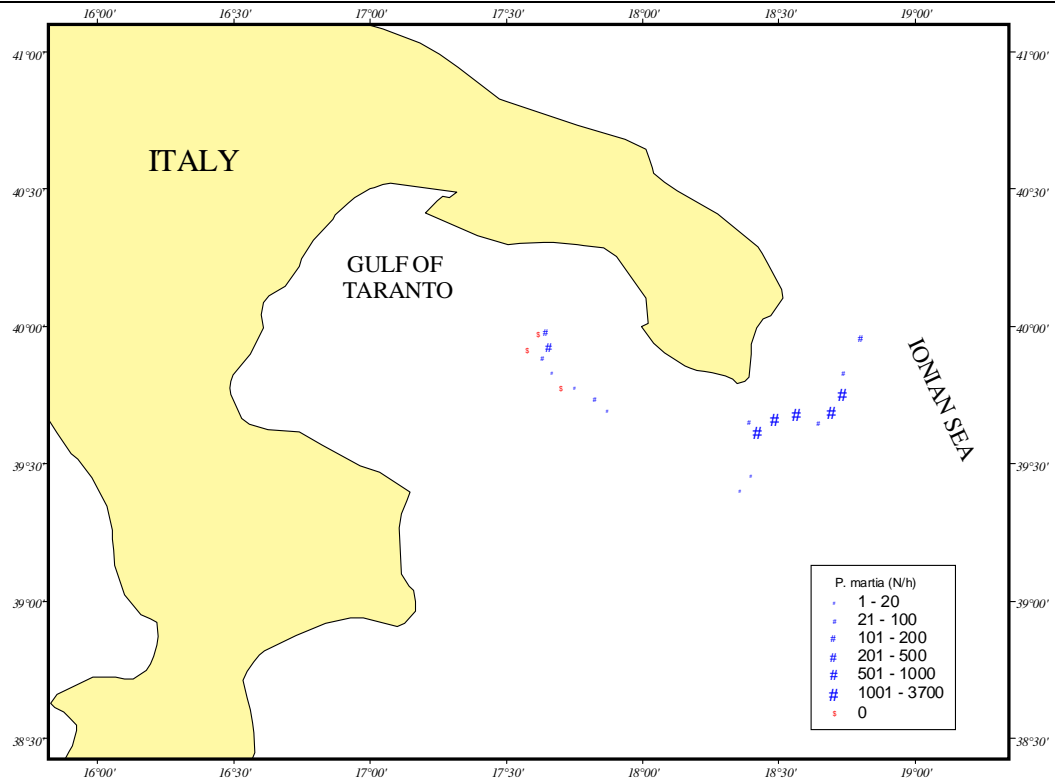 16°00' 16°30' 17°00' 17°30' 18°00' 18°30' 19°00'
41°00' 41°00'
ITALY
40°30' 40°30'
GULF OF
TARANTO
40°00' 40°00'
$ #
$ #
#
#
$ # #
#
#
#
#
# # # # #
# #
#
#
IONIAN SEA
39°30' 39°30'
P. martia (N/h)
# 1 - 20
# 21 - 100
# 101 - 200
# 201 - 500
# 501 - 1000
# 1001 - 3700
$ 0
39°00' 39°00'
38°30' 38°30'
16°00' 16°30' 17°00' 17°30' 18°00' 18°30' 19°00'